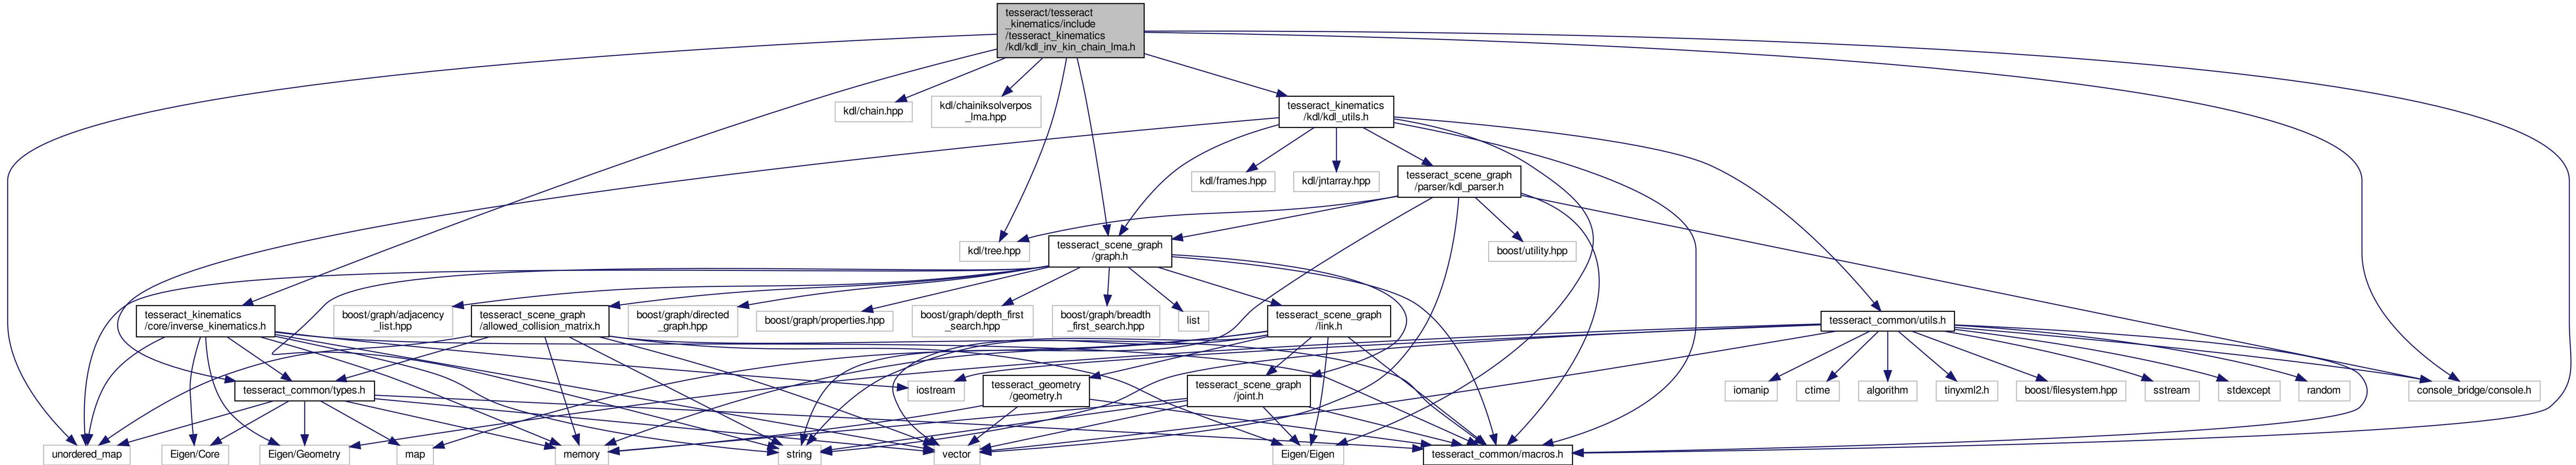 tesseract/tesseract
_kinematics/include
/tesseract_kinematics
/kdl/kdl_inv_kin_chain_lma.h
kdl/chain.hpp
kdl/chainiksolverpos
_lma.hpp
tesseract_kinematics
/kdl/kdl_utils.h
kdl/frames.hpp
kdl/jntarray.hpp
tesseract_scene_graph
/parser/kdl_parser.h
kdl/tree.hpp
tesseract_scene_graph
/graph.h
boost/utility.hpp
tesseract_kinematics
/core/inverse_kinematics.h
boost/graph/adjacency
_list.hpp
tesseract_scene_graph
/allowed_collision_matrix.h
boost/graph/directed
_graph.hpp
boost/graph/properties.hpp
boost/graph/depth_first
_search.hpp
boost/graph/breadth
_first_search.hpp
list
tesseract_scene_graph
/link.h
tesseract_common/utils.h
tesseract_common/types.h
iostream
tesseract_geometry
/geometry.h
tesseract_scene_graph
/joint.h
iomanip
ctime
algorithm
tinyxml2.h
boost/filesystem.hpp
sstream
stdexcept
random
console_bridge/console.h
unordered_map
Eigen/Core
Eigen/Geometry
map
memory
string
vector
Eigen/Eigen
tesseract_common/macros.h